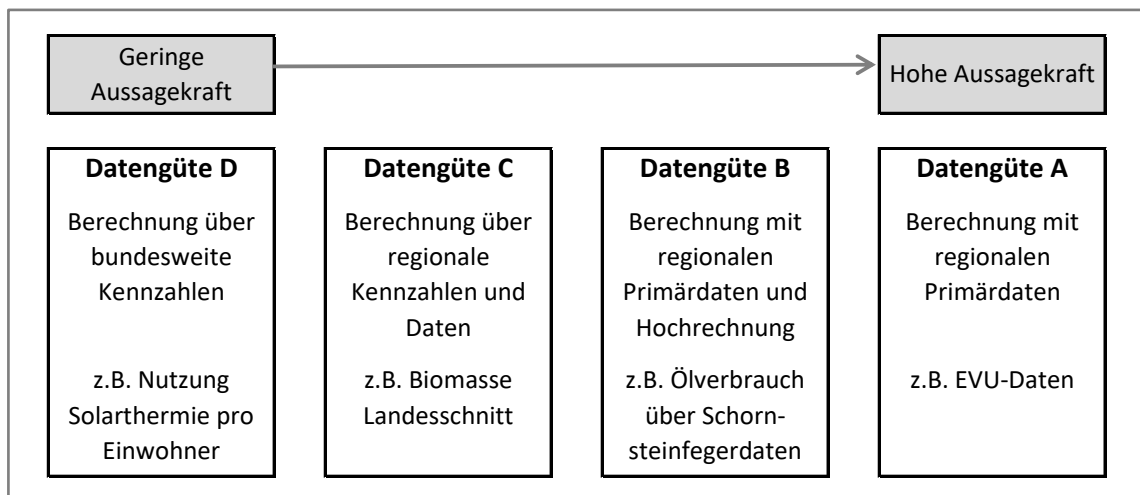 Geringe
Aussagekraft
Hohe Aussagekraft
Datengüte D
Berechnung über
bundesweite
Kennzahlen
z.B. Nutzung
Solarthermie pro
Einwohner
Datengüte C
Berechnung über
regionale
Kennzahlen und
Daten
z.B. Biomasse
Landesschnitt
Datengüte B
Berechnung mit
regionalen
Primärdaten und
Hochrechnung
z.B. Ölverbrauch
über Schorn-
steinfegerdaten
Datengüte A
Berechnung mit
regionalen
Primärdaten
z.B. EVU-Daten